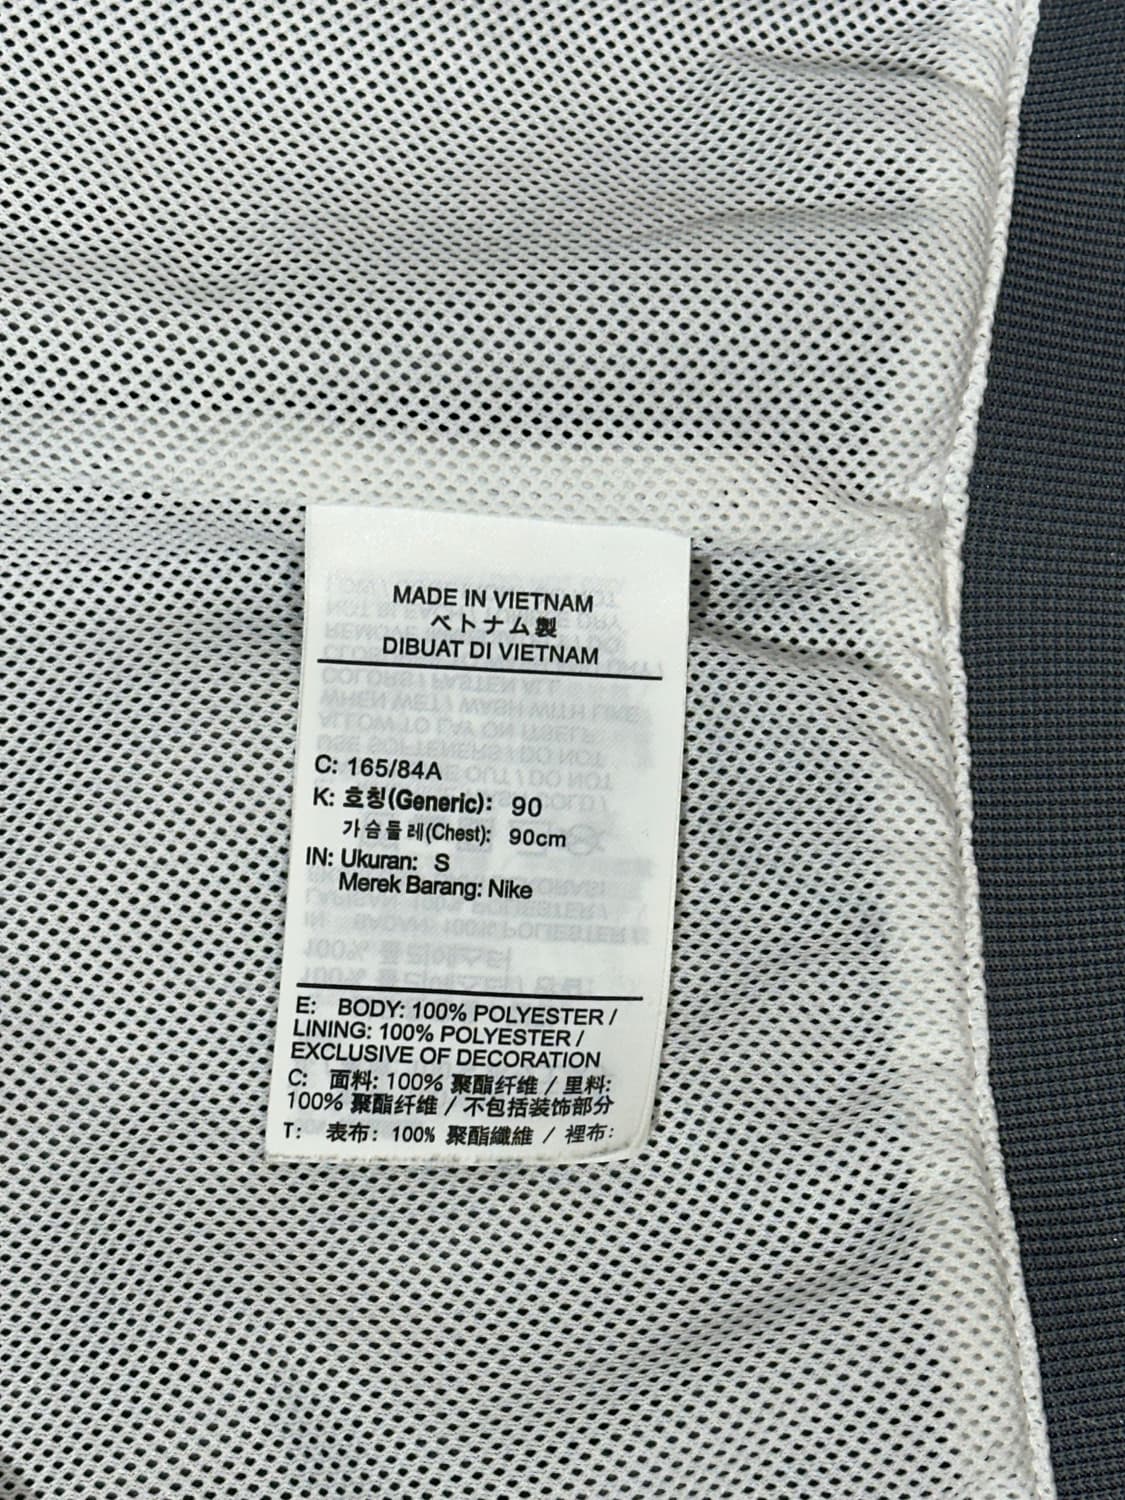 MADE IN VIETNAM
ベトナム製
DIBUAT DI VIETNAM
C: 165/84A
K: 호칭(Generic): 90
가슴둘레(Chest): 90cm
IN: Ukuran: S
Merek Barang: Nike
E: BODY: 100% POLYESTER /
LINING: 100% POLYESTER /
EXCLUSIVE OF DECORATION
C: 面料: 100% 聚酯纤维 / 里料:
100% 聚酯纤维 / 不包括装饰部分
T: 表布: 100% 聚酯纖維 / 裡布: